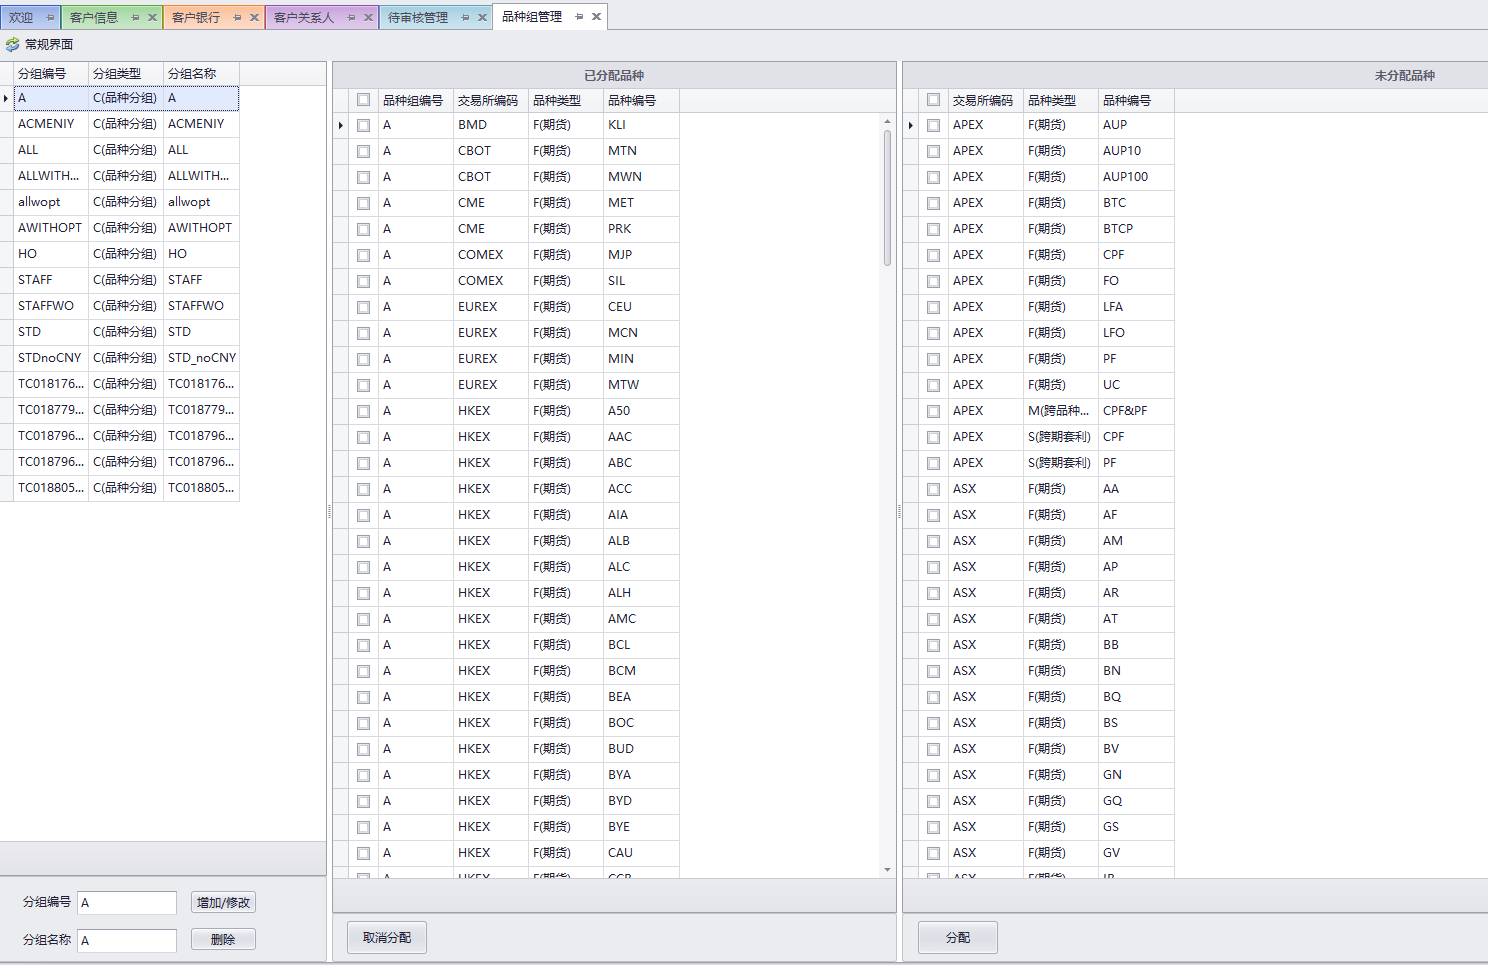 欢迎 客户信息 客户银行 客户关系人 待审核管理 品种组管理
常规界面
分组编号 分组类型 分组名称
A C(品种分组) A
ACMENIY C(品种分组) ACMENIY
ALL C(品种分组) ALL
ALLWITH... C(品种分组) ALLWITH...
allwopt C(品种分组) allwopt
AWITHOPT C(品种分组) AWITHOPT
HO C(品种分组) HO
STAFF C(品种分组) STAFF
STAFFWO C(品种分组) STAFFWO
STD C(品种分组) STD
STDnoCNY C(品种分组) STD_noCNY
TC018176... C(品种分组) TC018176...
TC018779... C(品种分组) TC018779...
TC018796... C(品种分组) TC018796...
TC018796... C(品种分组) TC018796...
TC018805... C(品种分组) TC018805...
分组编号 A 增加/修改
分组名称 A 删除
已分配品种
品种组编号 交易所编码 品种类型 品种编号
A BMD F(期货) KLI
A CBOT F(期货) MTN
A CBOT F(期货) MWN
A CME F(期货) MET
A CME F(期货) PRK
A COMEX F(期货) MJP
A COMEX F(期货) SIL
A EUREX F(期货) CEU
A EUREX F(期货) MCN
A EUREX F(期货) MIN
A EUREX F(期货) MTW
A HKEX F(期货) A50
A HKEX F(期货) AAC
A HKEX F(期货) ABC
A HKEX F(期货) ACC
A HKEX F(期货) AIA
A HKEX F(期货) ALB
A HKEX F(期货) ALC
A HKEX F(期货) ALH
A HKEX F(期货) AMC
A HKEX F(期货) BCL
A HKEX F(期货) BCM
A HKEX F(期货) BEA
A HKEX F(期货) BOC
A HKEX F(期货) BUD
A HKEX F(期货) BYA
A HKEX F(期货) BYD
A HKEX F(期货) BYE
A HKEX F(期货) CAU
取消分配
未分配品种
交易所编码 品种类型 品种编号
APEX F(期货) AUP
APEX F(期货) AUP10
APEX F(期货) AUP100
APEX F(期货) BTC
APEX F(期货) BTCP
APEX F(期货) CPF
APEX F(期货) FO
APEX F(期货) LFA
APEX F(期货) LFO
APEX F(期货) PF
APEX F(期货) UC
APEX M(跨品种... CPF&PF
APEX S(跨期套利) CPF
APEX S(跨期套利) PF
ASX F(期货) AA
ASX F(期货) AF
ASX F(期货) AM
ASX F(期货) AP
ASX F(期货) AR
ASX F(期货) AT
ASX F(期货) BB
ASX F(期货) BN
ASX F(期货) BQ
ASX F(期货) BS
ASX F(期货) BV
ASX F(期货) GN
ASX F(期货) GQ
ASX F(期货) GS
ASX F(期货) GV
分配